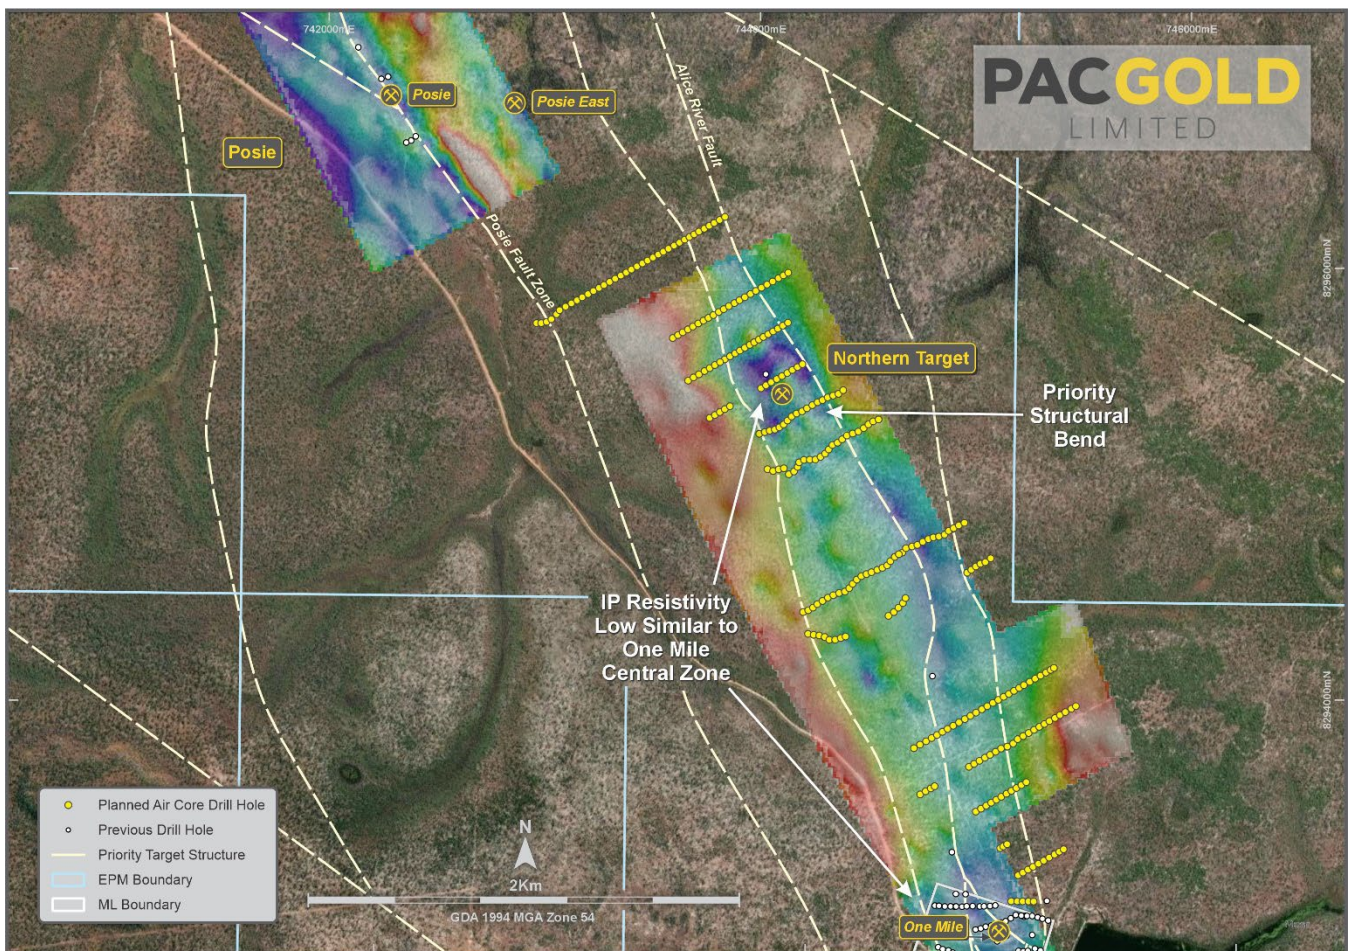 742000mE
744000mE
746000mE
PACGOLD
LIMITED
Posie
Posie East
Posie
Alice River Fault
Posie Fault Zone
8296000mN
Northern Target
Priority
Structural
Bend
IP Resistivity
Low Similar to
One Mile
Central Zone
8294000mN
Planned Air Core Drill Hole
Previous Drill Hole
Priority Target Structure
EPM Boundary
ML Boundary
N
2Km
GDA 1994 MGA Zone 54
One Mile